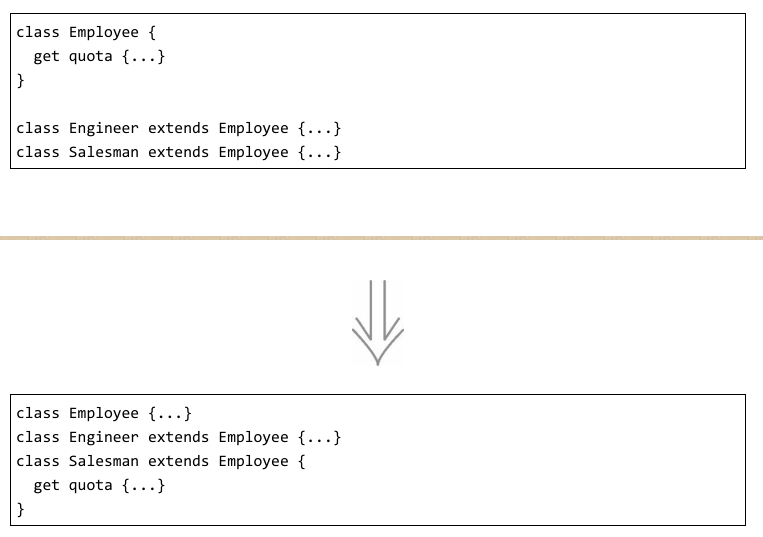 class Employee {
  get quota {...}
}
class Engineer extends Employee {...}
class Salesman extends Employee {...}
class Employee {...}
class Engineer extends Employee {...}
class Salesman extends Employee {
  get quota {...}
}